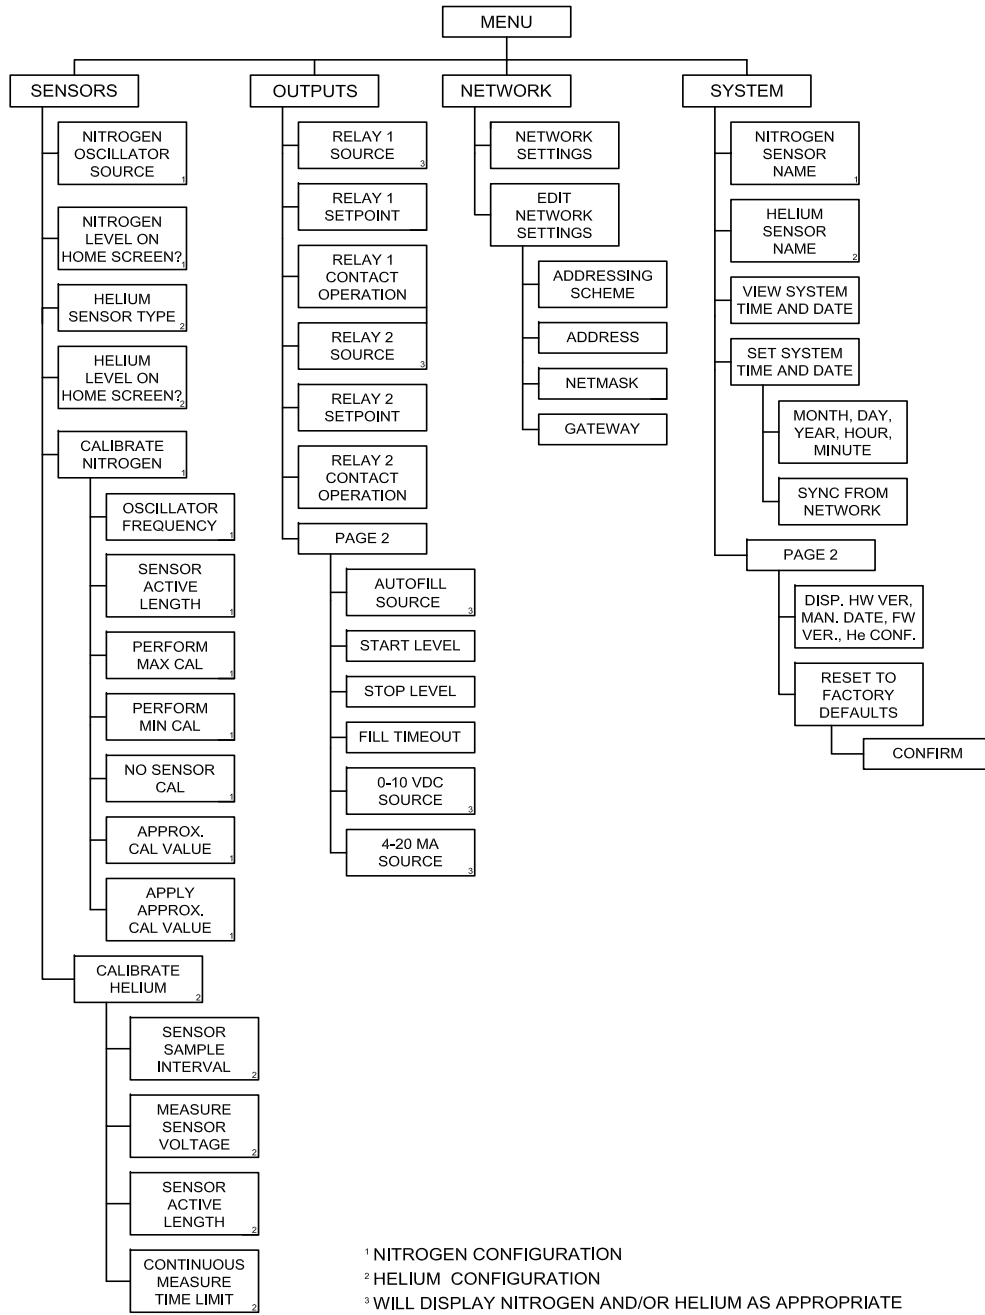 MENU
SENSORS
NITROGEN
OSCILLATOR
SOURCE 1
NITROGEN
LEVEL ON
HOME SCREEN? 1
HELIUM
SENSOR TYPE 2
HELIUM
LEVEL ON
HOME SCREEN? 2
CALIBRATE
NITROGEN 1
OSCILLATOR
FREQUENCY 1
SENSOR
ACTIVE
LENGTH 1
PERFORM
MAX CAL 1
PERFORM
MIN CAL 1
NO SENSOR
CAL 1
APPROX.
CAL VALUE 1
APPLY
APPROX.
CAL VALUE 1
CALIBRATE
HELIUM 2
SENSOR
SAMPLE
INTERVAL 2
MEASURE
SENSOR
VOLTAGE 2
SENSOR
ACTIVE
LENGTH 2
CONTINUOUS
MEASURE
TIME LIMIT 2
OUTPUTS
RELAY 1
SOURCE 3
RELAY 1
SETPOINT
RELAY 1
CONTACT
OPERATION
RELAY 2
SOURCE 3
RELAY 2
SETPOINT
RELAY 2
CONTACT
OPERATION
PAGE 2
AUTOFILL
SOURCE 3
START LEVEL
STOP LEVEL
FILL TIMEOUT
0-10 VDC
SOURCE 3
4-20 MA
SOURCE 3
NETWORK
NETWORK
SETTINGS
EDIT
NETWORK
SETTINGS
ADDRESSING
SCHEME
ADDRESS
NETMASK
GATEWAY
SYSTEM
NITROGEN
SENSOR
NAME 1
HELIUM
SENSOR
NAME 2
VIEW SYSTEM
TIME AND DATE
SET SYSTEM
TIME AND DATE
MONTH, DAY,
YEAR, HOUR,
MINUTE
SYNC FROM
NETWORK
PAGE 2
DISP. HW VER,
MAN. DATE, FW
VER., He CONF.
RESET TO
FACTORY
DEFAULTS
CONFIRM
1 NITROGEN CONFIGURATION
2 HELIUM CONFIGURATION
3 WILL DISPLAY NITROGEN AND/OR HELIUM AS APPROPRIATE